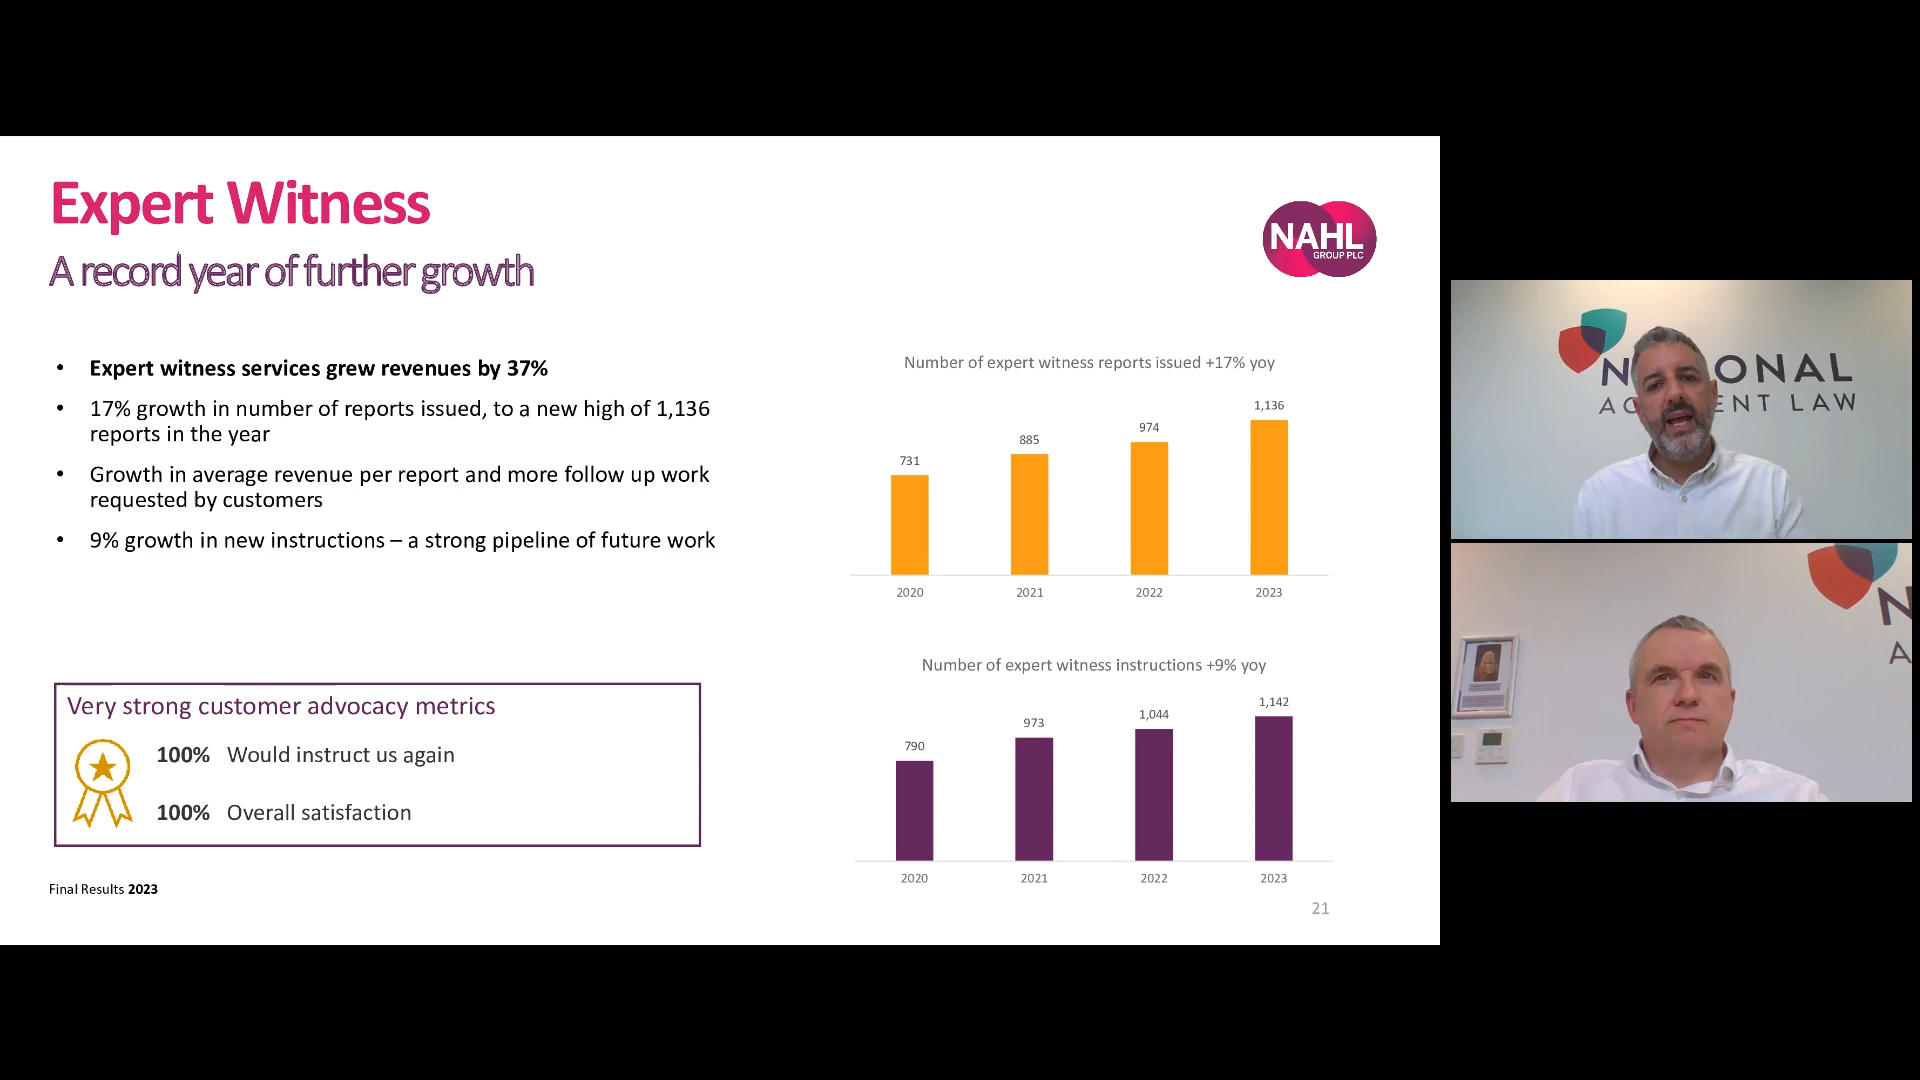 Expert Witness
A record year of further growth
NAHL
GROUP PLC
• Expert witness services grew revenues by 37%
• 17% growth in number of reports issued, to a new high of 1,136
reports in the year
• Growth in average revenue per report and more follow up work
requested by customers
• 9% growth in new instructions – a strong pipeline of future work
Very strong customer advocacy metrics
100% Would instruct us again
100% Overall satisfaction
Final Results 2023
Number of expert witness reports issued +17% yoy
731
885
974
1,136
2020 2021 2022 2023
Number of expert witness instructions +9% yoy
790
973
1,044
1,142
2020 2021 2022 2023
21
N ONAL
AC ENT LAW
N
A